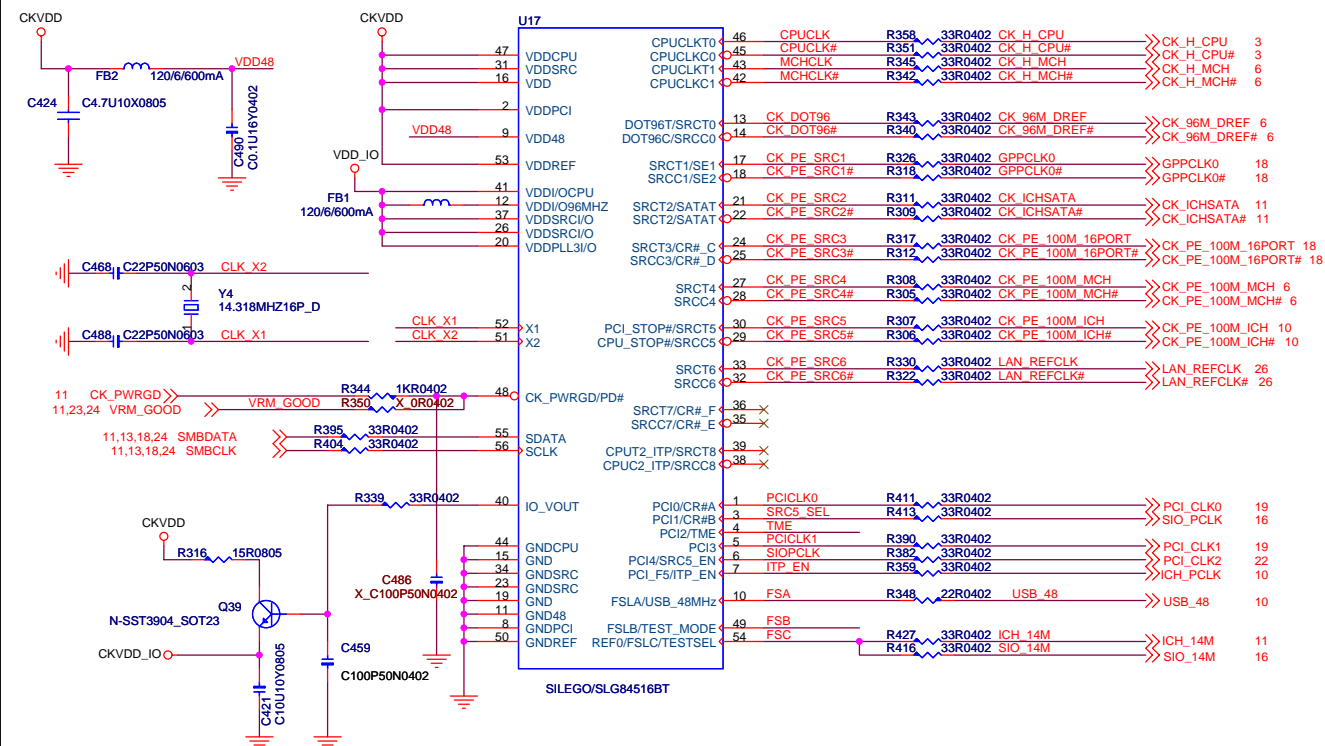 CKVDD
FB2 120/6/600mA VDD48
C424 C4.7U10X0805
C490 C0.1U16Y0402
CKVDD
VDD48
VDD_IO
FB1
120/6/600mA
C468 C22P50N0603 CLK_X2
2
Y4
14.318MHZ16P_D
1
C488 C22P50N0603 CLK_X1
CLK_X1
CLK_X2
11 CK_PWRGD R344 1KR0402
11,23,24 VRM_GOOD VRM_GOOD R350 X_0R0402
11,13,18,24 SMBDATA R395 33R0402
11,13,18,24 SMBCLK R404 33R0402
R339 33R0402
CKVDD
R316 15R0805
Q39
N-SST3904_SOT23
CKVDD_IO
C421 C10U10Y0805
C459
C100P50N0402
C486
X_C100P50N0402
U17
47 VDDCPU
31 VDDSRC
16 VDD
2 VDDPCI
9 VDD48
53 VDDREF
41 VDDI/OCPU
12 VDDI/O96MHZ
37 VDDSRCI/O
26 VDDSRCI/O
20 VDDPLL3I/O
52 X1
51 X2
48 CK_PWRGD/PD#
55 SDATA
56 SCLK
40 IO_VOUT
44 GNDCPU
15 GND
34 GNDSRC
23 GNDSRC
19 GND
11 GND48
8 GNDPCI
50 GNDREF
SILEGO/SLG84516BT
CPUCLKT0 46 CPUCLK R358 33R0402 CK_H_CPU CK_H_CPU 3
CPUCLKC0 45 CPUCLK# R351 33R0402 CK_H_CPU# CK_H_CPU# 3
CPUCLKT1 43 MCHCLK R345 33R0402 CK_H_MCH CK_H_MCH 6
CPUCLKC1 42 MCHCLK# R342 33R0402 CK_H_MCH# CK_H_MCH# 6
DOT96T/SRCT0 13 CK_DOT96 R343 33R0402 CK_96M_DREF CK_96M_DREF 6
DOT96C/SRCC0 14 CK_DOT96# R340 33R0402 CK_96M_DREF# CK_96M_DREF# 6
SRCT1/SE1 17 CK_PE_SRC1 R326 33R0402 GPPCLK0 GPPCLK0 18
SRCC1/SE2 18 CK_PE_SRC1# R318 33R0402 GPPCLK0# GPPCLK0# 18
SRCT2/SATAT 21 CK_PE_SRC2 R311 33R0402 CK_ICHSATA CK_ICHSATA 11
SRCT2/SATAT 22 CK_PE_SRC2# R309 33R0402 CK_ICHSATA# CK_ICHSATA# 11
SRCT3/CR#_C 24 CK_PE_SRC3 R317 33R0402 CK_PE_100M_16PORT CK_PE_100M_16PORT 18
SRCC3/CR#_D 25 CK_PE_SRC3# R312 33R0402 CK_PE_100M_16PORT# CK_PE_100M_16PORT# 18
SRCT4 27 CK_PE_SRC4 R308 33R0402 CK_PE_100M_MCH CK_PE_100M_MCH 6
SRCC4 28 CK_PE_SRC4# R305 33R0402 CK_PE_100M_MCH# CK_PE_100M_MCH# 6
PCI_STOP#/SRCT5 30 CK_PE_SRC5 R307 33R0402 CK_PE_100M_ICH CK_PE_100M_ICH 10
CPU_STOP#/SRCC5 29 CK_PE_SRC5# R306 33R0402 CK_PE_100M_ICH# CK_PE_100M_ICH# 10
SRCT6 33 CK_PE_SRC6 R330 33R0402 LAN_REFCLK LAN_REFCLK 26
SRCC6 32 CK_PE_SRC6# R322 33R0402 LAN_REFCLK# LAN_REFCLK# 26
SRCT7/CR#_F 36
SRCC7/CR#_E 35
CPUT2_ITP/SRCT8 39
CPUC2_ITP/SRCC8 38
PCI0/CR#A 1 PCICLK0 R411 33R0402 PCI_CLK0 19
PCI1/CR#B 3 SRC5_SEL R413 33R0402 SIO_PCLK 16
PCI2/TME 4 TME
PCI3 5 PCICLK1 R390 33R0402 PCI_CLK1 19
PCI4/SRC5_EN 6 SIOPCLK R382 33R0402 PCI_CLK2 22
PCI_F5/ITP_EN 7 ITP_EN R359 33R0402 ICH_PCLK 10
FSLA/USB_48MHz 10 FSA R348 22R0402 USB_48 USB_48 10
FSLB/TEST_MODE 49 FSB
REF0/FSLC/TESTSEL 54 FSC R427 33R0402 ICH_14M ICH_14M 11
R416 33R0402 SIO_14M SIO_14M 16